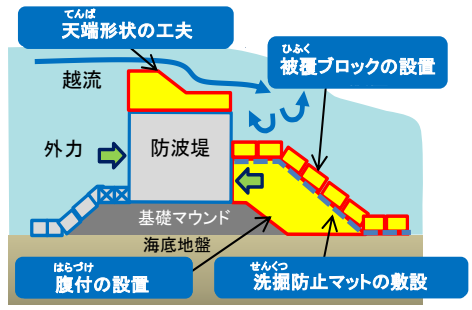 てんぱ
天端形状の工夫
ひふく
被覆ブロックの設置
越流
外力
防波堤
基礎マウンド
海底地盤
はらづけ
腹付の設置
せんくつ
洗掘防止マットの敷設